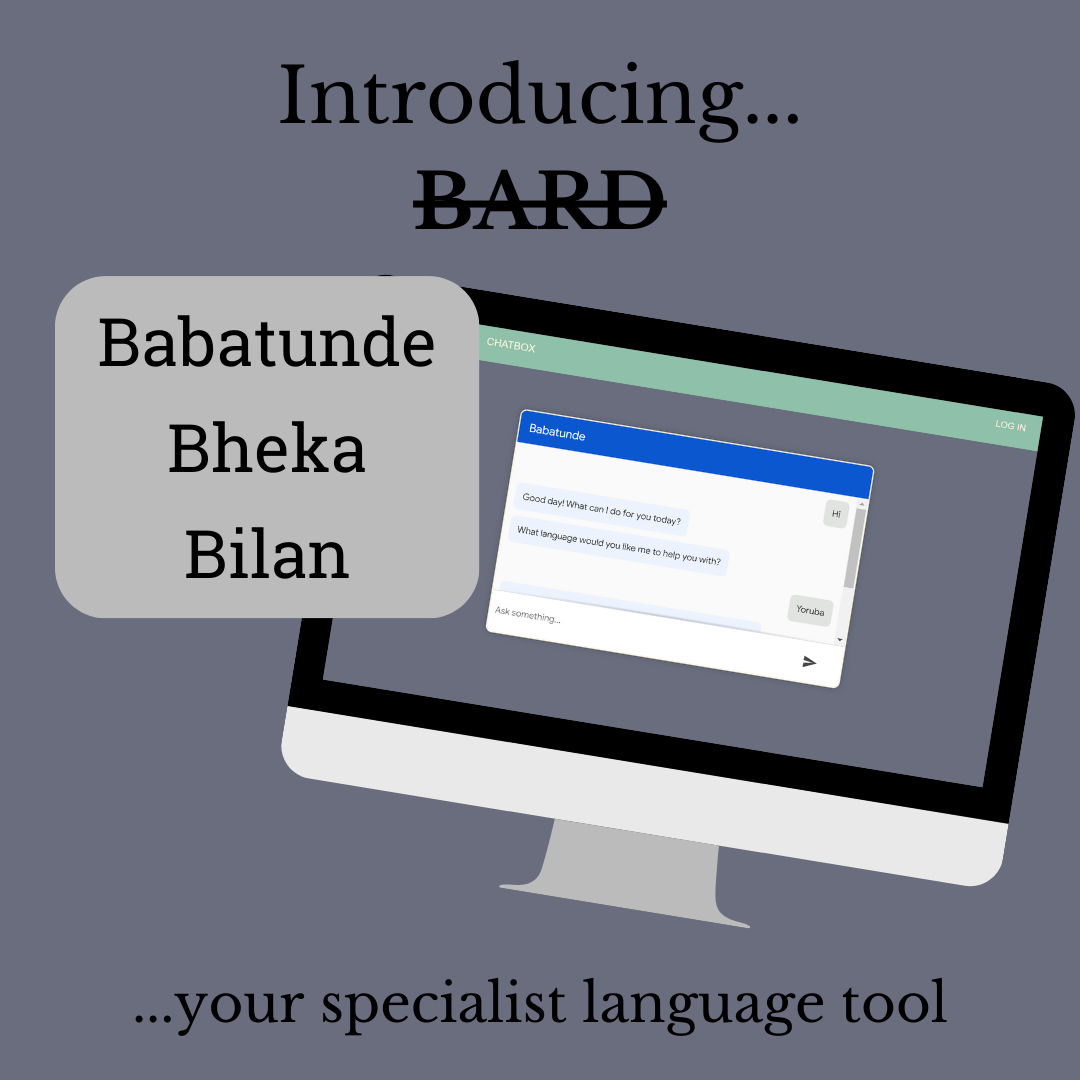 Introducing...
BARD
Babatunde
Bheka
Bilan
CHATBOX
LOG IN
Babatunde
Hi
Good day! What can I do for you today?
What language would you like me to help you with?
Yoruba
Ask something...
...your specialist language tool